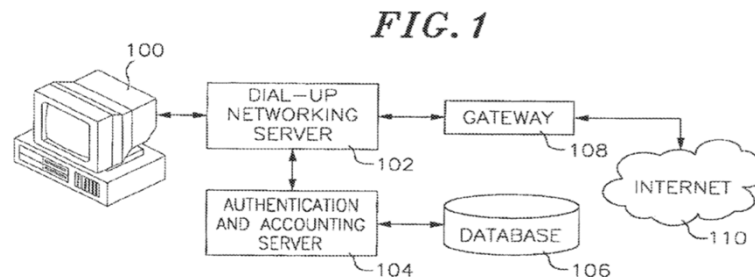 FIG. 1
100
DIAL-UP
NETWORKING
SERVER
102
GATEWAY
108
INTERNET
110
AUTHENTICATION
AND ACCOUNTING
SERVER
104
DATABASE
106